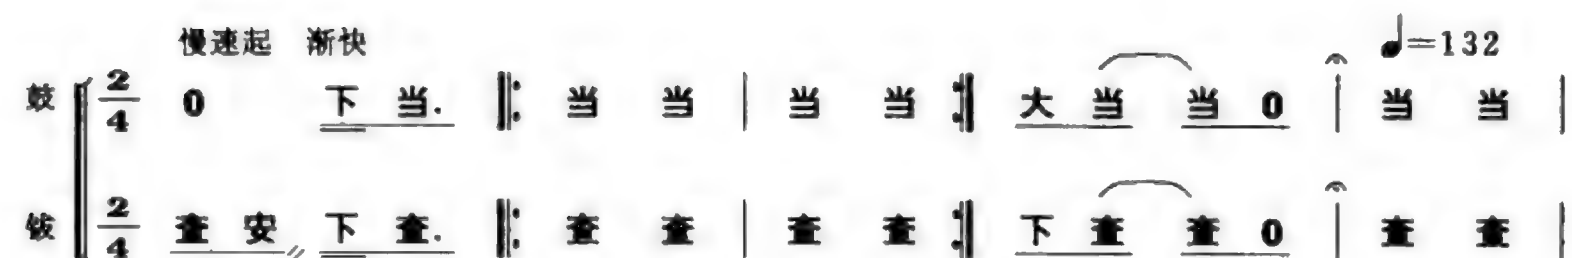 慢速起 渐快 ♩=132
鼓 2/4 0 下 当. 当 当 当 当 大 当 当 0 当 当
钹 2/4 查 安 下 查. 查 查 查 查 下 查 查 0 查 查